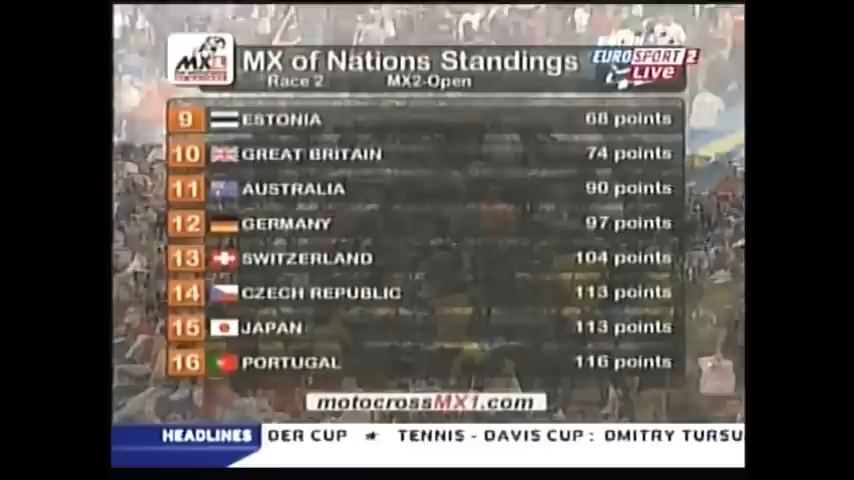 MX1
MX of Nations Standings
Race 2 MX2-Open
EUROSPORT 2
LIVE
9 ESTONIA 68 points
10 GREAT BRITAIN 74 points
11 AUSTRALIA 90 points
12 GERMANY 97 points
13 SWITZERLAND 104 points
14 CZECH REPUBLIC 113 points
15 JAPAN 113 points
16 PORTUGAL 116 points
motocrossMX1.com
HEADLINES DER CUP ★ TENNIS - DAVIS CUP : DMITRY TURSU